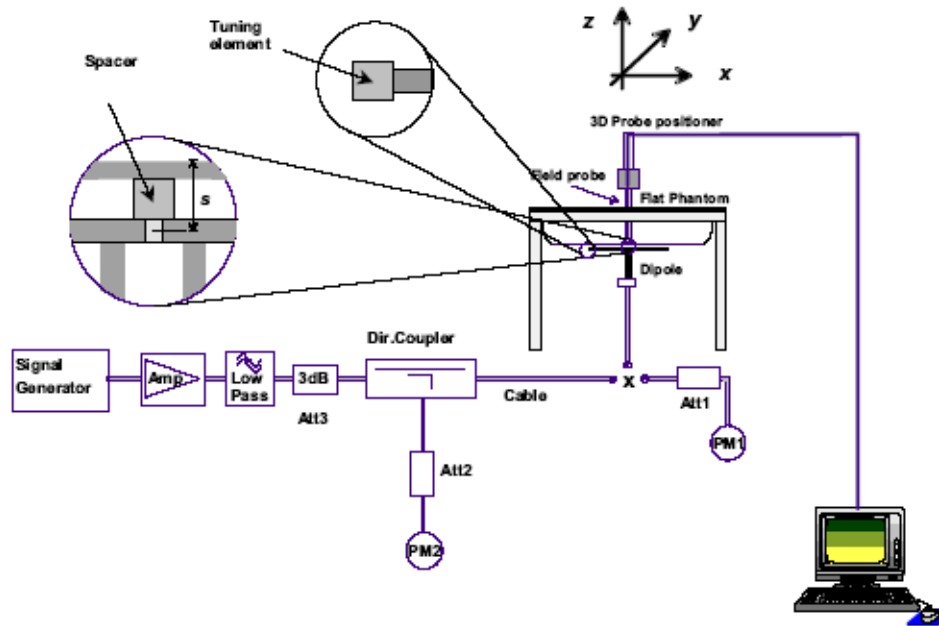 Tuning
element
z
y
x
Spacer
s
3D Probe positioner
Field probe
Flat Phantom
Dipole
Signal
Generator
Amp
Low
Pass
3dB
Att3
Dir.Coupler
Cable
x
Att1
PM1
Att2
PM2